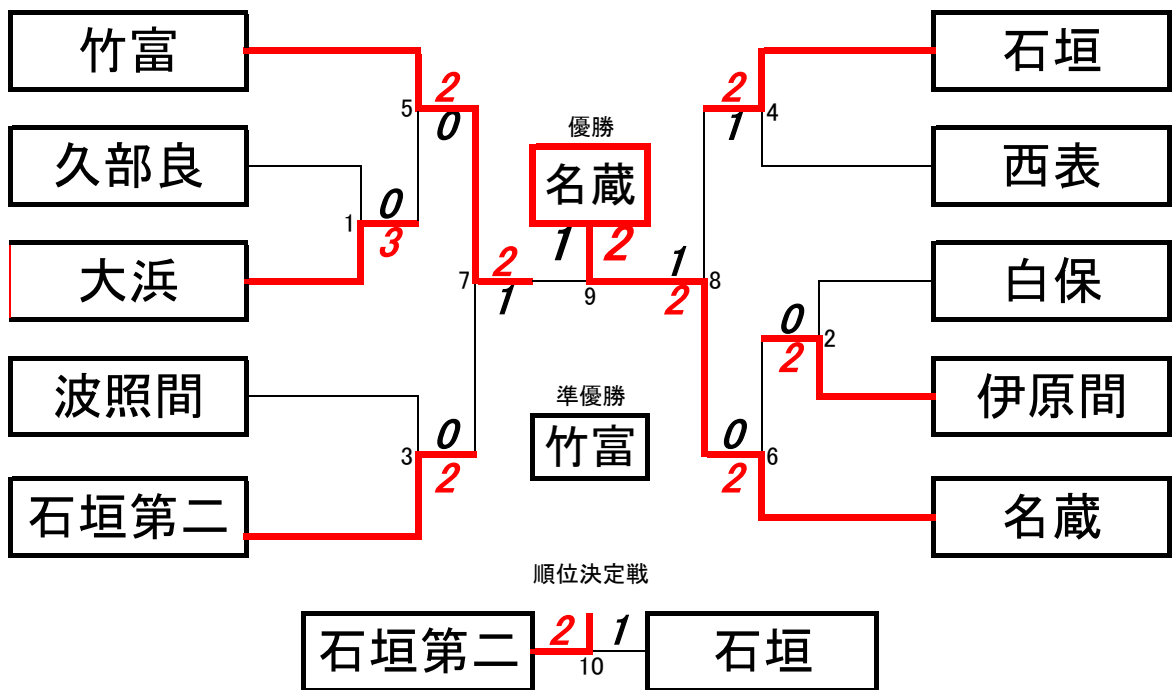 竹富
久部良
大浜
波照間
石垣第二
5
2
0
1
0
3
3
0
2
7
2
1
優勝
名蔵
1 2
9
準優勝
竹富
1
2
8
2
1
4
0
2
2
0
2
6
石垣
西表
白保
伊原間
名蔵
順位決定戦
石垣第二
2 1
10
石垣